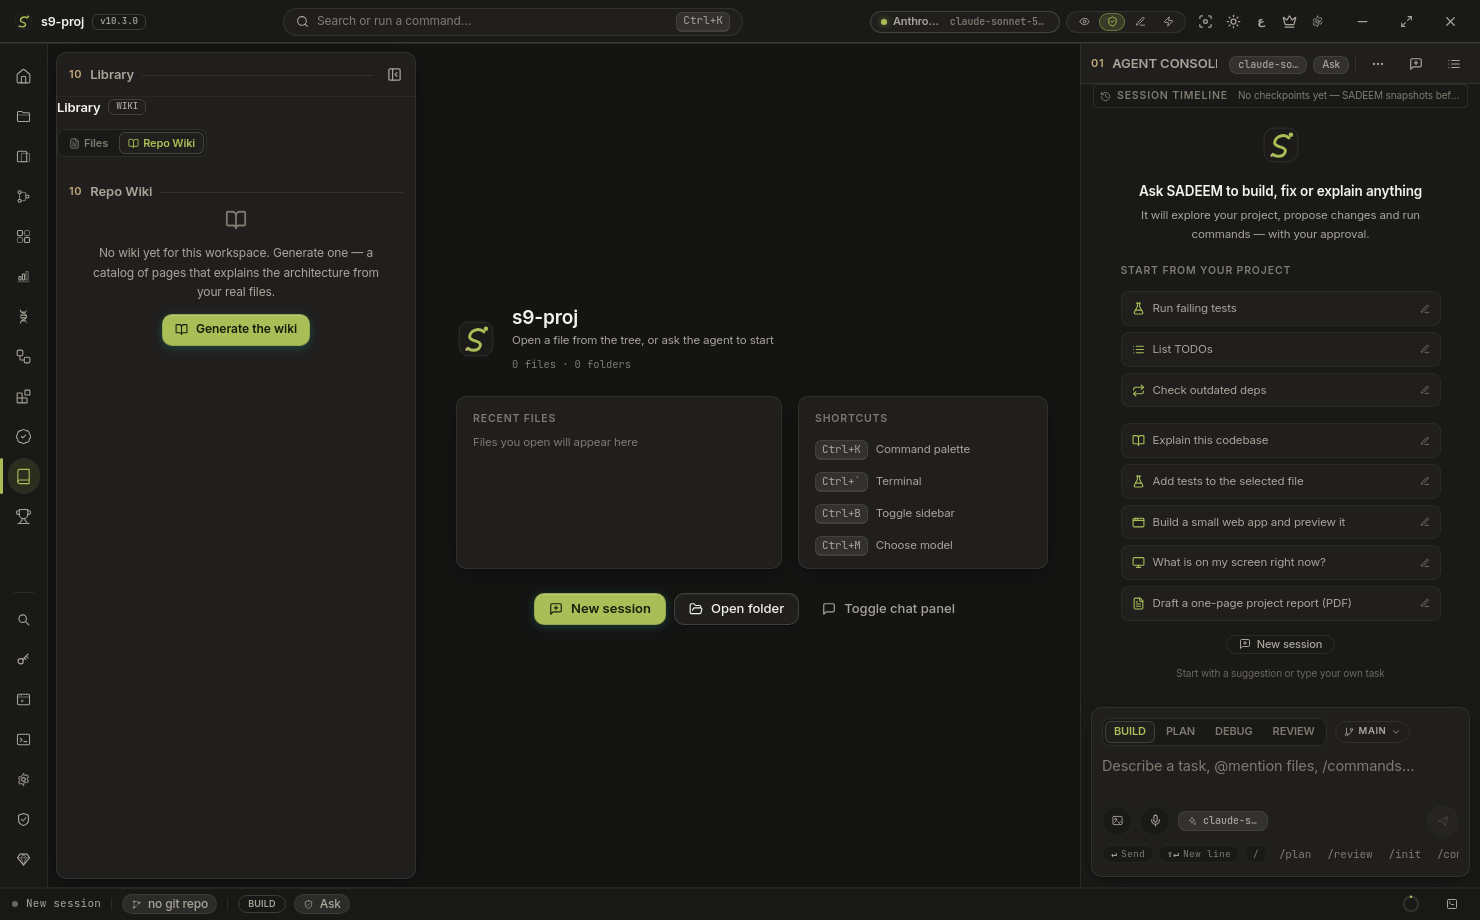 s9-proj v10.3.0
Search or run a command... Ctrl+K
Anthro... claude-sonnet-5...
ع
10 Library
Library WIKI
Files Repo Wiki
10 Repo Wiki
No wiki yet for this workspace. Generate one — a
catalog of pages that explains the architecture from
your real files.
Generate the wiki
s9-proj
Open a file from the tree, or ask the agent to start
0 files · 0 folders
RECENT FILES
Files you open will appear here
SHORTCUTS
Ctrl+K Command palette
Ctrl+` Terminal
Ctrl+B Toggle sidebar
Ctrl+M Choose model
New session Open folder Toggle chat panel
01 AGENT CONSOL claude-so... Ask
SESSION TIMELINE No checkpoints yet — SADEEM snapshots bef...
Ask SADEEM to build, fix or explain anything
It will explore your project, propose changes and run
commands — with your approval.
START FROM YOUR PROJECT
Run failing tests
List TODOs
Check outdated deps
Explain this codebase
Add tests to the selected file
Build a small web app and preview it
What is on my screen right now?
Draft a one-page project report (PDF)
New session
Start with a suggestion or type your own task
BUILD PLAN DEBUG REVIEW MAIN
Describe a task, @mention files, /commands...
claude-s...
↵ Send ⇧↵ New line / /plan /review /init /con
New session no git repo BUILD Ask